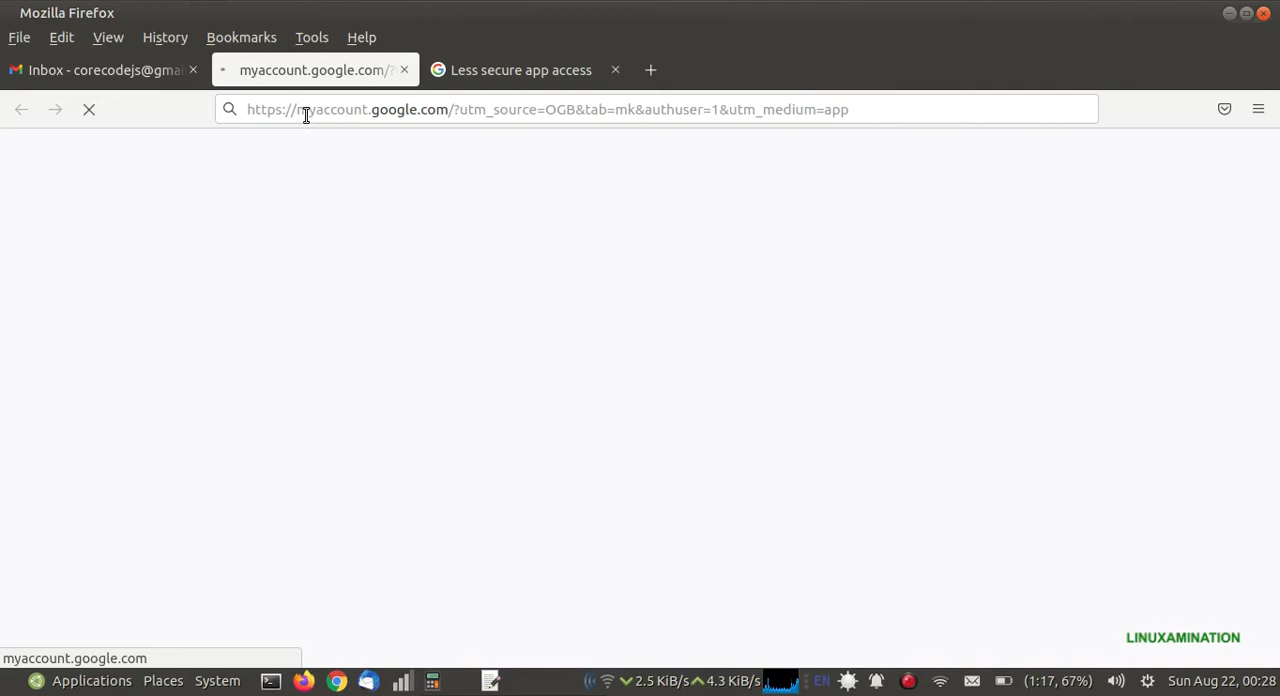 Mozilla Firefox
File Edit View History Bookmarks Tools Help
Inbox - corecodejs@gmai
myaccount.google.com/?
Less secure app access
https://myaccount.google.com/?utm_source=OGB&tab=mk&authuser=1&utm_medium=app
LINUXAMINATION
myaccount.google.com
Applications Places System 2.5 KiB/s 4.3 KiB/s EN (1:17, 67%) Sun Aug 22, 00:28